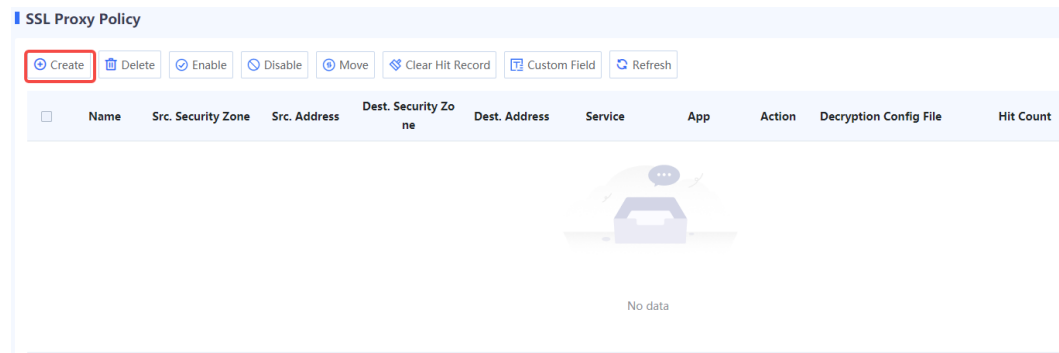 SSL Proxy Policy
Create Delete Enable Disable Move Clear Hit Record Custom Field Refresh
Name Src. Security Zone Src. Address Dest. Security Zo Dest. Address Service App Action Decryption Config File Hit Count
ne
No data